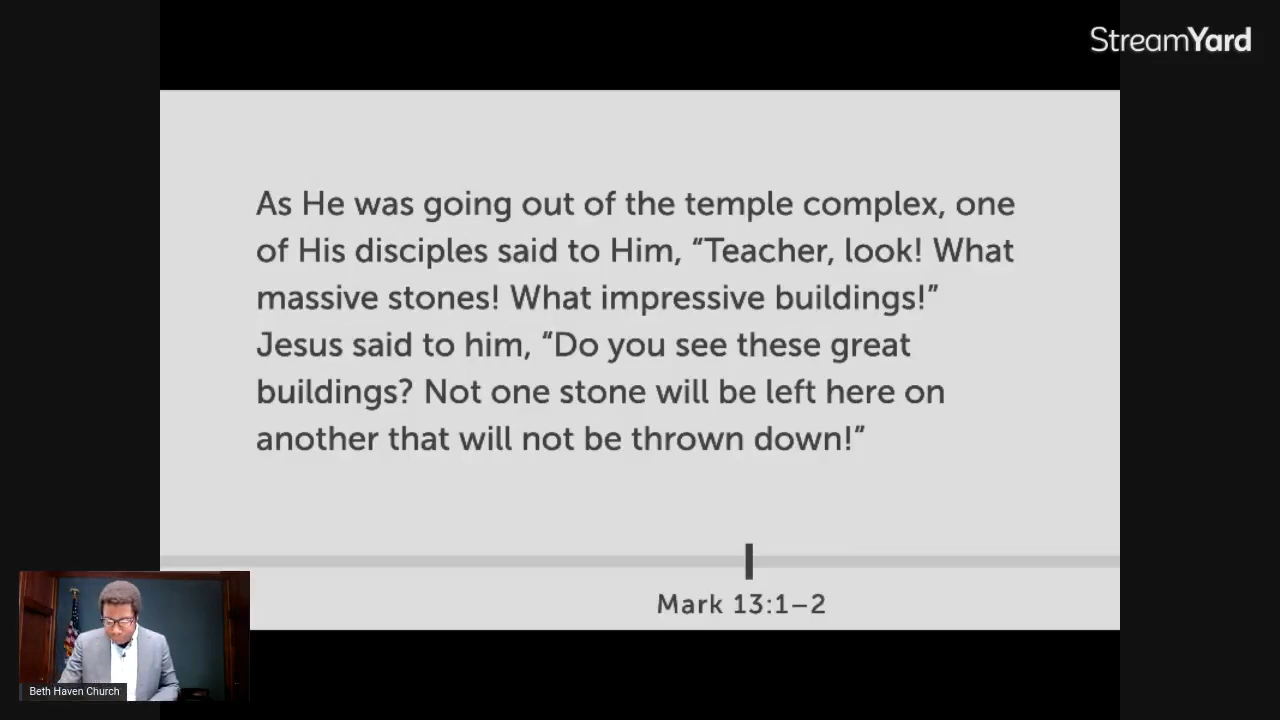 StreamYard
As He was going out of the temple complex, one
of His disciples said to Him, “Teacher, look! What
massive stones! What impressive buildings!”
Jesus said to him, “Do you see these great
buildings? Not one stone will be left here on
another that will not be thrown down!”
Mark 13:1–2
Beth Haven Church